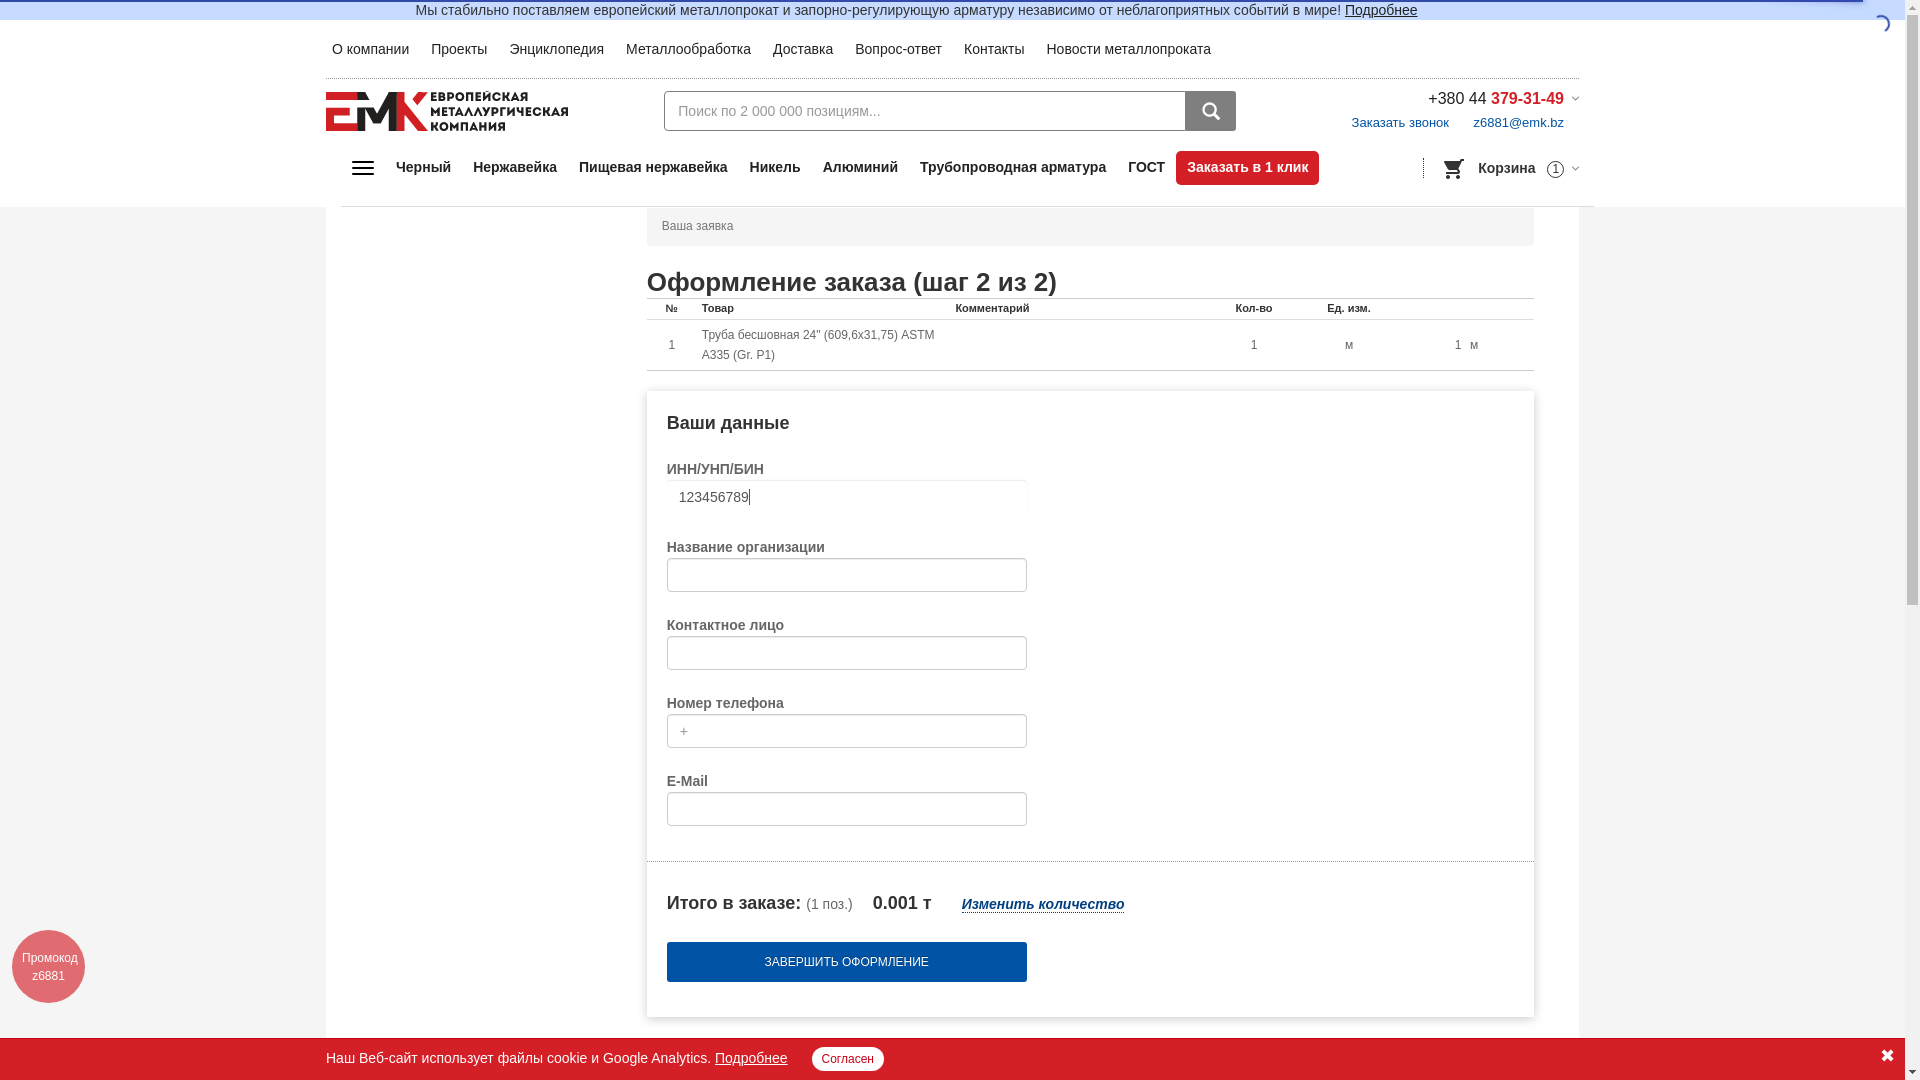 Мы стабильно поставляем европейский металлопрокат и запорно-регулирующую арматуру независимо от неблагоприятных событий в мире! Подробнее
О компании Проекты Энциклопедия Металлообработка Доставка Вопрос-ответ Контакты Новости металлопроката
ЕМК ЕВРОПЕЙСКАЯ
МЕТАЛЛУРГИЧЕСКАЯ
КОМПАНИЯ
Поиск по 2 000 000 позициям...
+380 44 379-31-49
Заказать звонок z6881@emk.bz
Черный Нержавейка Пищевая нержавейка Никель Алюминий Трубопроводная арматура ГОСТ Заказать в 1 клик Корзина 1
Ваша заявка
Оформление заказа (шаг 2 из 2)
№ Товар Комментарий Кол-во Ед. изм.
1 Труба бесшовная 24" (609,6x31,75) ASTM A335 (Gr. P1) 1 м 1 м
Ваши данные
ИНН/УНП/БИН
123456789
Название организации
Контактное лицо
Номер телефона
+
E-Mail
Итого в заказе: (1 поз.) 0.001 т Изменить количество
ЗАВЕРШИТЬ ОФОРМЛЕНИЕ
Промокод
z6881
Наш Веб-сайт использует файлы cookie и Google Analytics. Подробнее Согласен